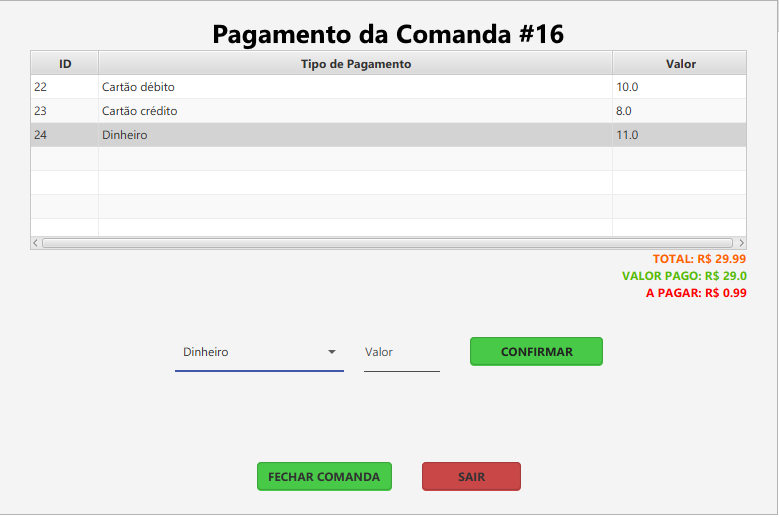 Pagamento da Comanda #16
ID Tipo de Pagamento Valor
22 Cartão débito 10.0
23 Cartão crédito 8.0
24 Dinheiro 11.0
TOTAL: R$ 29.99
VALOR PAGO: R$ 29.0
A PAGAR: R$ 0.99
Dinheiro Valor CONFIRMAR
FECHAR COMANDA SAIR